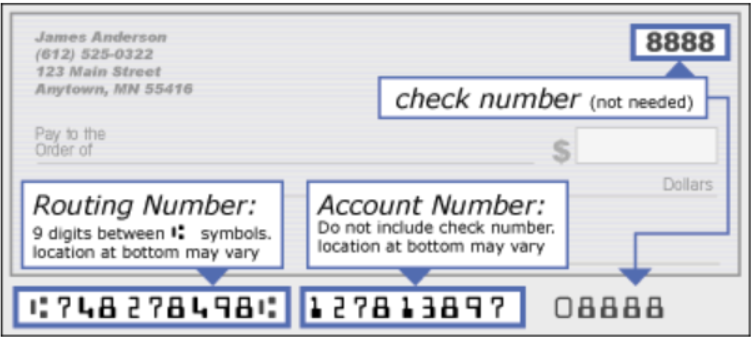 James Anderson
(612) 525-0322
123 Main Street
Anytown, MN 55416
8888
check number (not needed)
Pay to the
Order of
$
Dollars
Routing Number:
9 digits between ⑆ symbols.
location at bottom may vary
Account Number:
Do not include check number.
location at bottom may vary
⑆748278498⑆ 127813897 08888